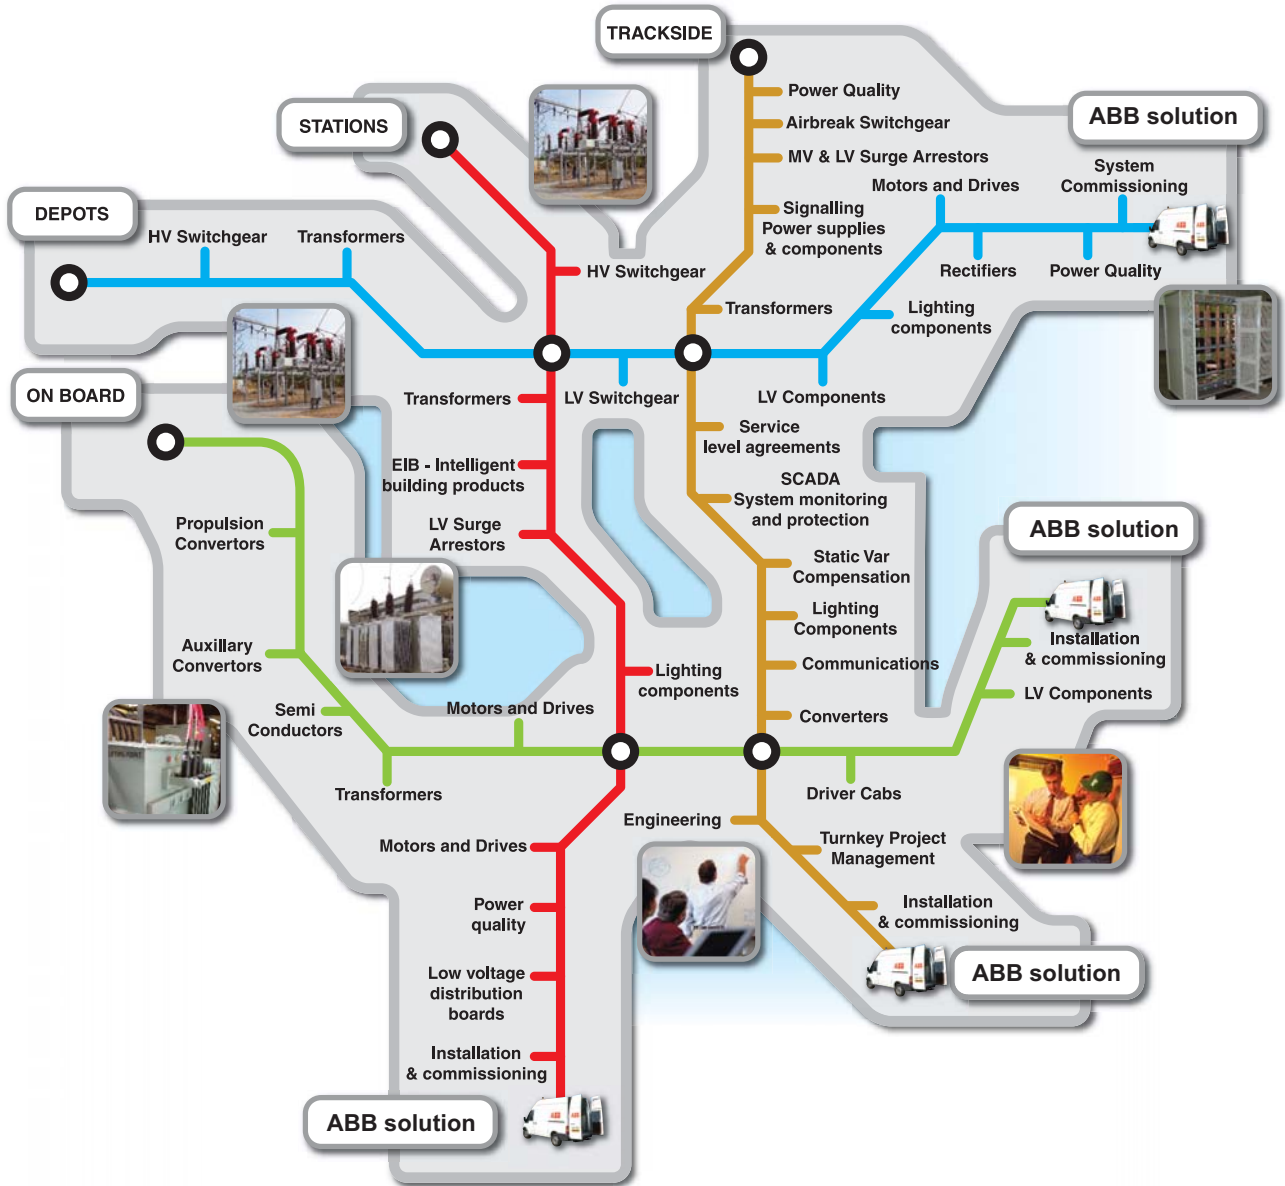 TRACKSIDE
Power Quality
Airbreak Switchgear
MV & LV Surge Arrestors
Signalling
Power supplies
& components
Transformers
STATIONS
HV Switchgear
ABB solution
System
Commissioning
Motors and Drives
Rectifiers
Power Quality
Lighting
components
DEPOTS
HV Switchgear
Transformers
LV Switchgear
LV Components
ON BOARD
Transformers
EIB - Intelligent
building products
LV Surge
Arrestors
Service
level agreements
SCADA
System monitoring
and protection
Static Var
Compensation
Lighting
Components
Communications
Converters
Propulsion
Convertors
Auxillary
Convertors
Semi
Conductors
Transformers
Motors and Drives
Lighting
components
ABB solution
Installation
& commissioning
LV Components
Driver Cabs
Engineering
Turnkey Project
Management
Installation
& commissioning
ABB solution
Motors and Drives
Power
quality
Low voltage
distribution
boards
Installation
& commissioning
ABB solution
ABB
ABB
ABB
ABB